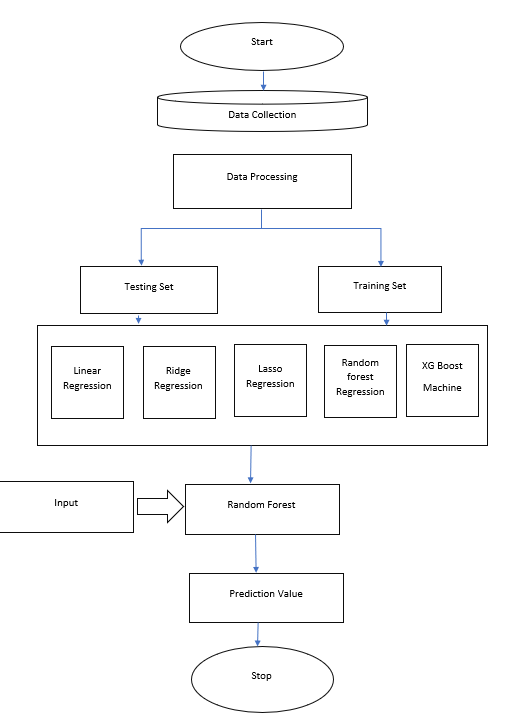 Start
Data Collection
Data Processing
Testing Set
Training Set
Linear
Regression
Ridge
Regression
Lasso
Regression
Random
forest
Regression
XG Boost
Machine
Input
Random Forest
Prediction Value
Stop